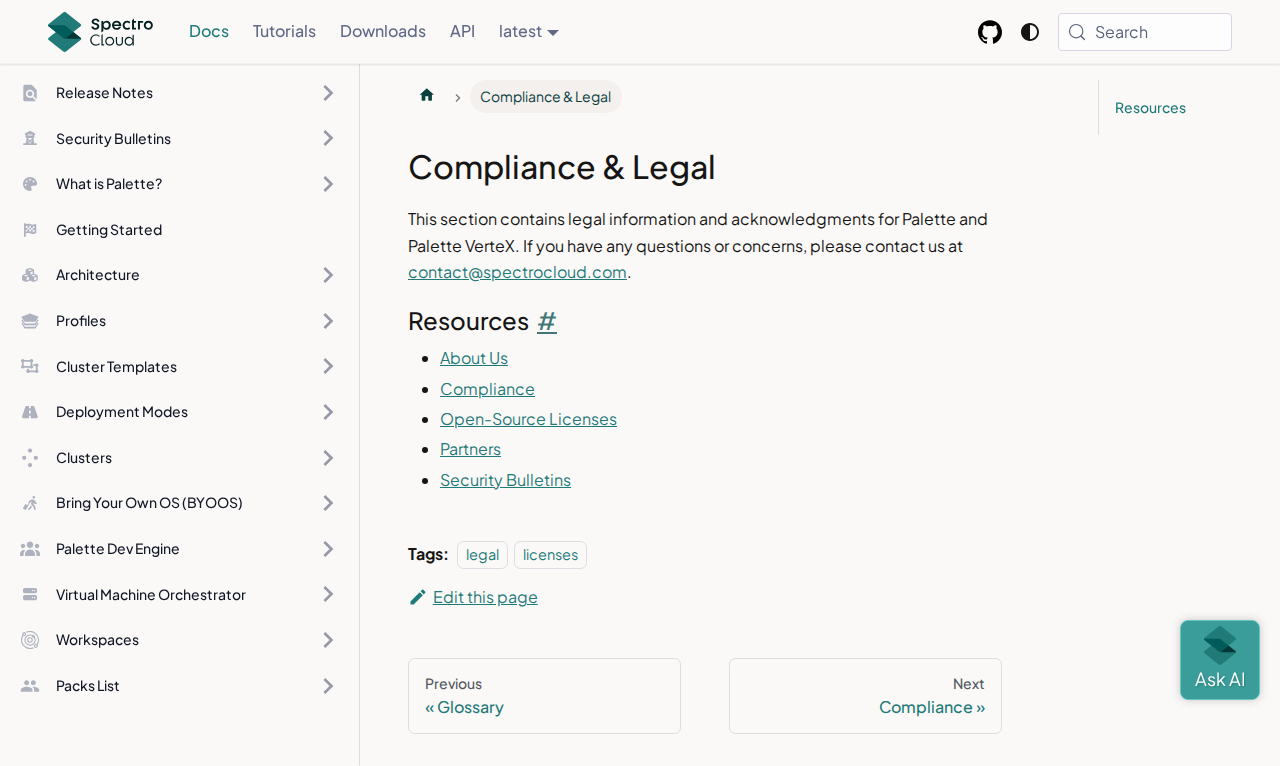 Spectro Cloud
Docs
Tutorials
Downloads
API
latest
Search
Release Notes
Security Bulletins
What is Palette?
Getting Started
Architecture
Profiles
Cluster Templates
Deployment Modes
Clusters
Bring Your Own OS (BYOOS)
Palette Dev Engine
Virtual Machine Orchestrator
Workspaces
Packs List
Compliance & Legal
Compliance & Legal
This section contains legal information and acknowledgments for Palette and
Palette VerteX. If you have any questions or concerns, please contact us at
contact@spectrocloud.com.
Resources #
About Us
Compliance
Open-Source Licenses
Partners
Security Bulletins
Tags: legal licenses
Edit this page
Previous
« Glossary
Next
Compliance »
Resources
Ask AI